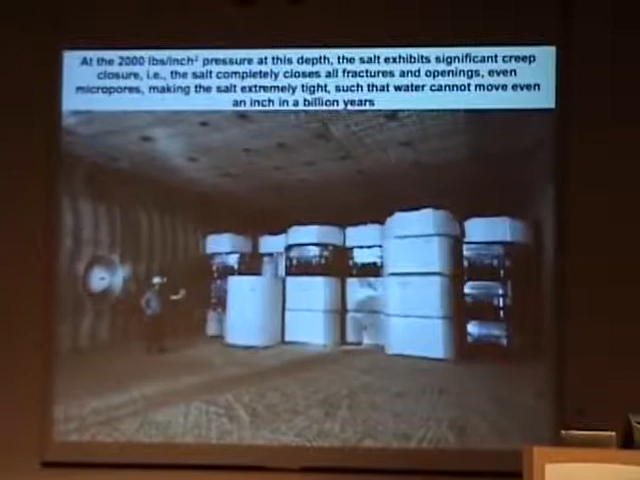 At the 2000 lbs/inch² pressure at this depth, the salt exhibits significant creep
closure, i.e., the salt completely closes all fractures and openings, even
micropores, making the salt extremely tight, such that water cannot move even
an inch in a billion years